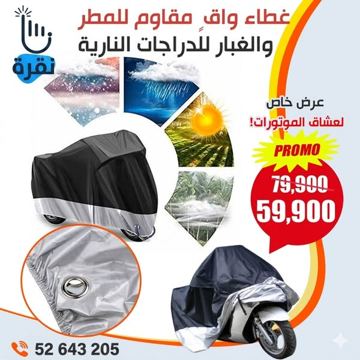 غطاء واقٍ مقاوم للمطر
والغبار للدراجات النارية
نقرة
عرض خاص
لعشاق الموتورات!
PROMO
79,900
59,900
52 643 205